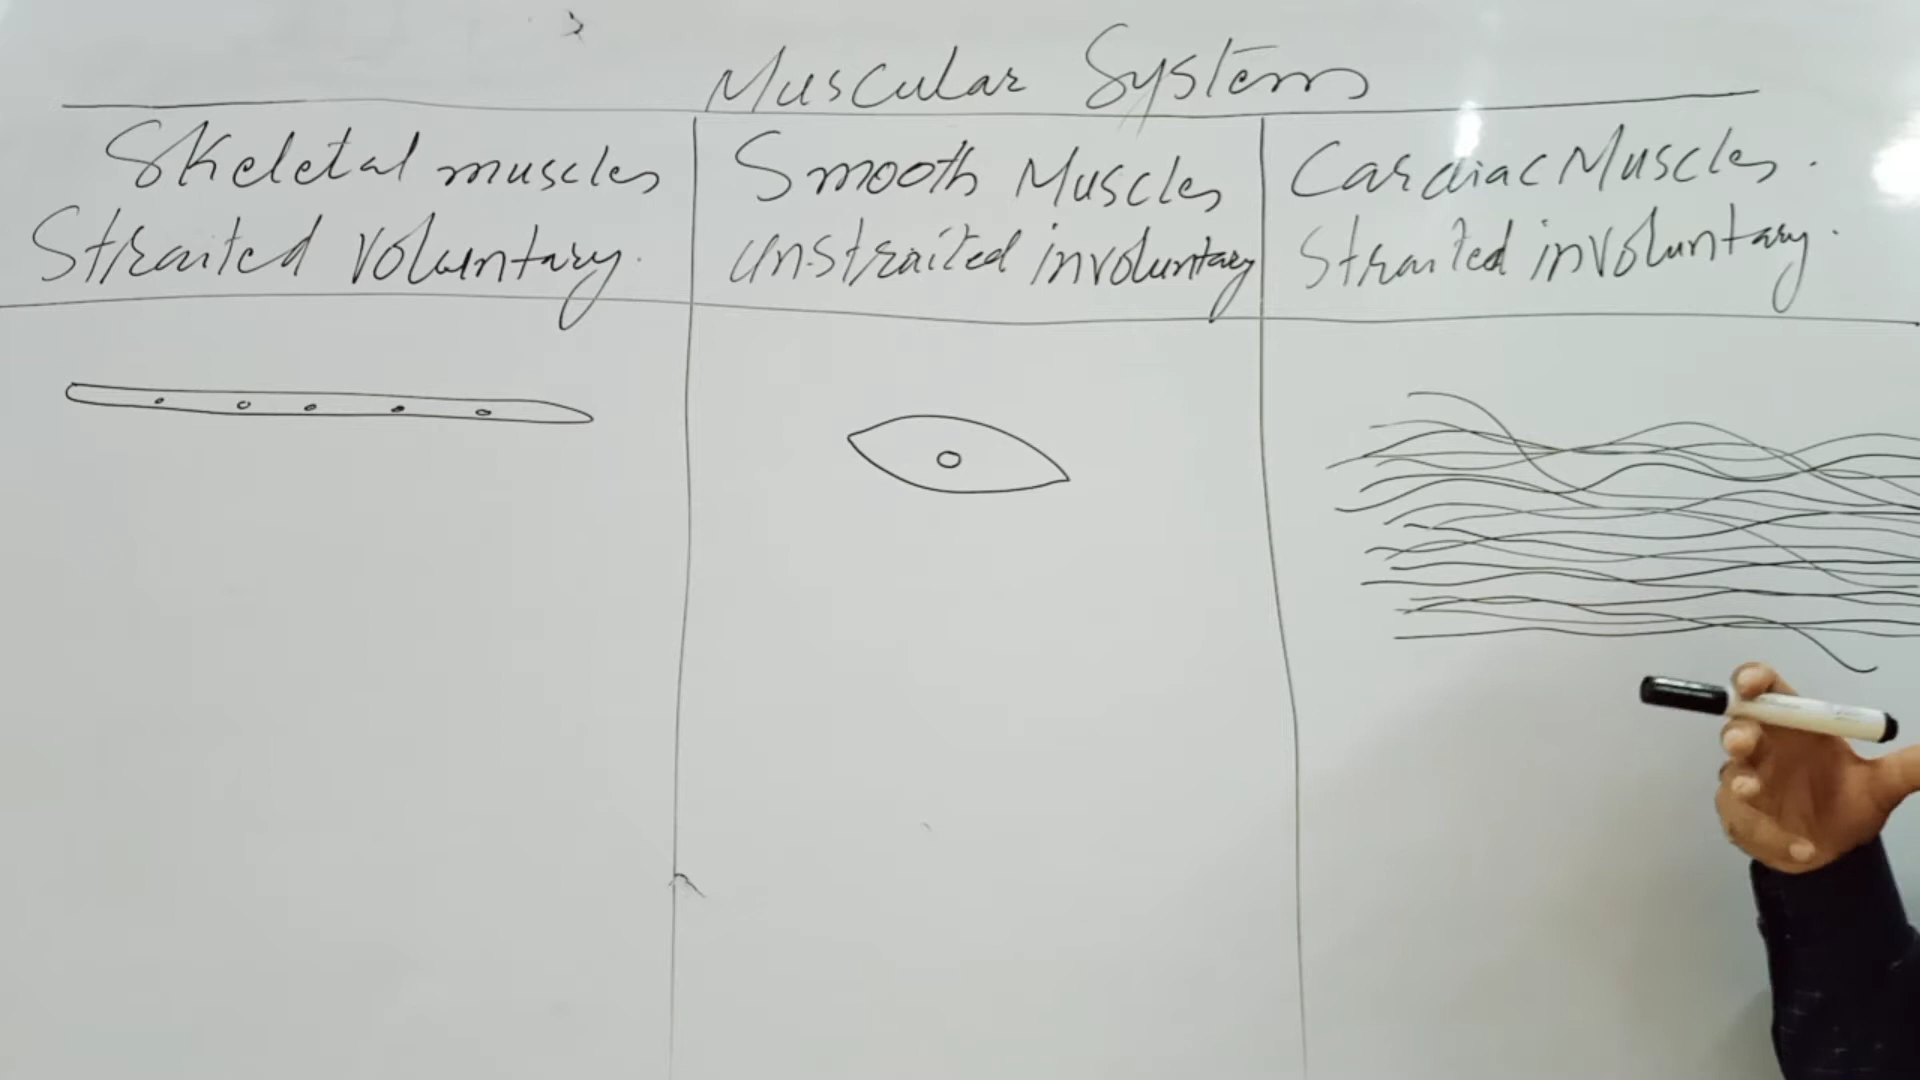 Muscular System
Skeletal muscles
Straited voluntary.
Smooth Muscles
unstraited involuntary
Cardiac Muscles.
Straited involuntary.